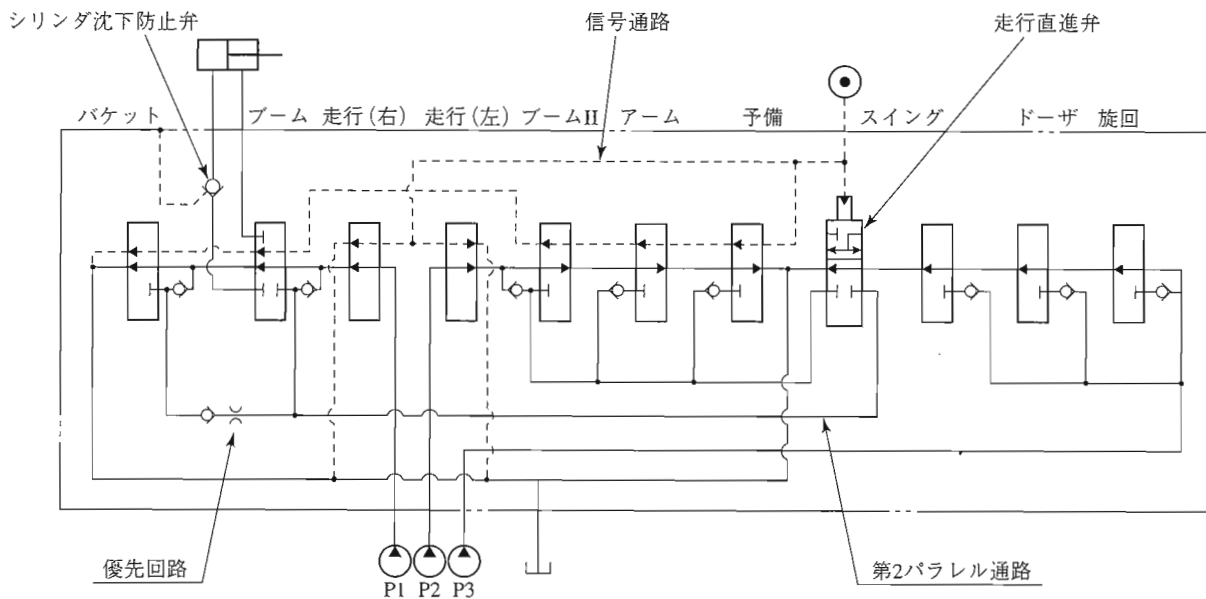 シリンダ沈下防止弁
信号通路
走行直進弁
バケット ブーム 走行(右) 走行(左) ブームII アーム 予備 スイング ドーザ 旋回
優先回路
P1 P2 P3
第2パラレル通路